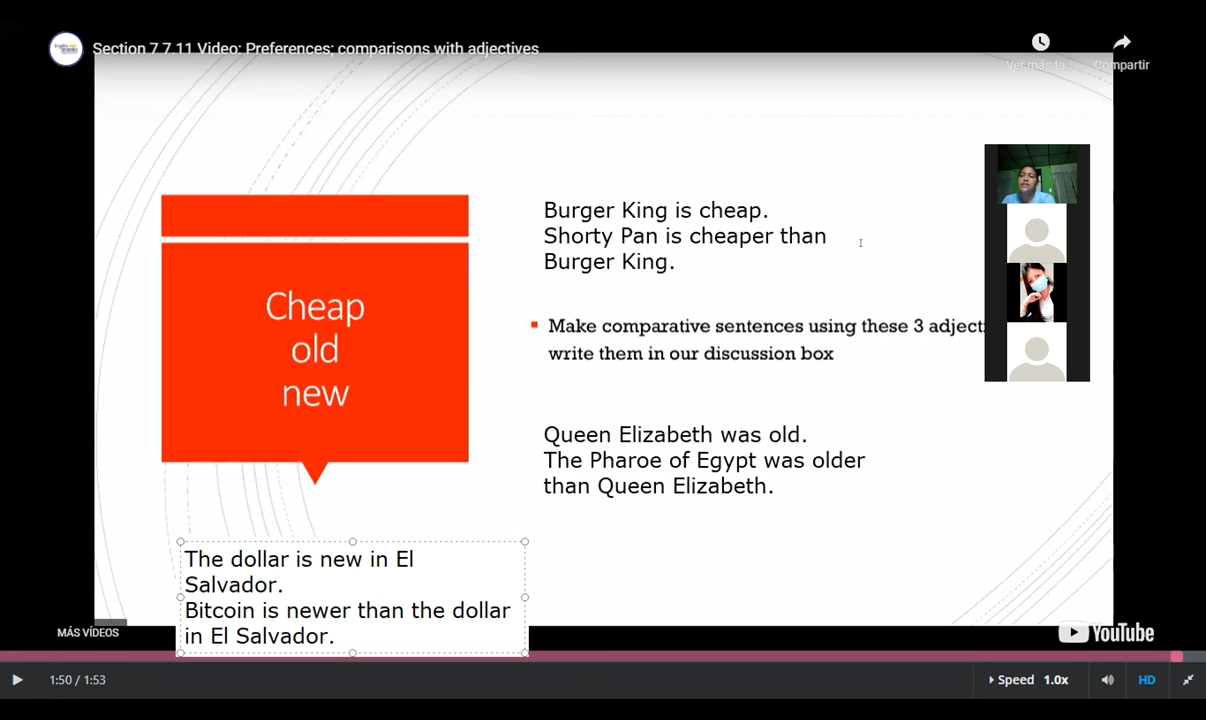 Section 7.7.11 Video: Preferences; comparisons with adjectives
Ver más ta...
Compartir
Cheap
old
new
Burger King is cheap.
Shorty Pan is cheaper than
Burger King.
Make comparative sentences using these 3 adjecti
write them in our discussion box
Queen Elizabeth was old.
The Pharoe of Egypt was older
than Queen Elizabeth.
The dollar is new in El
Salvador.
Bitcoin is newer than the dollar
in El Salvador.
MÁS VÍDEOS
YouTube
1:50 / 1:53
Speed 1.0x
HD